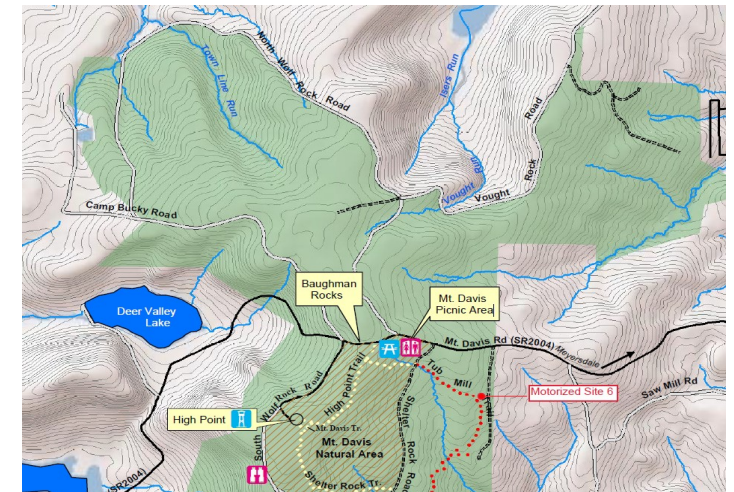 North Wolf Rock Road
Town Line Run
isers Run
Road
Rock
Vought
Vought
Run
Camp Bucky Road
Baughman
Rocks
Mt. Davis
Picnic Area
Deer Valley
Lake
Mt. Davis Rd (SR2004)
Meyersdale
Tub Mill
Trail
Motorized Site 6
Saw Mill Rd
High Point
South Wolf Rock Road
High Point Trail
Mt. Davis Tr.
Mt. Davis
Natural Area
Shelter Rock Road
Shelter Rock Tr.
(SR2004)